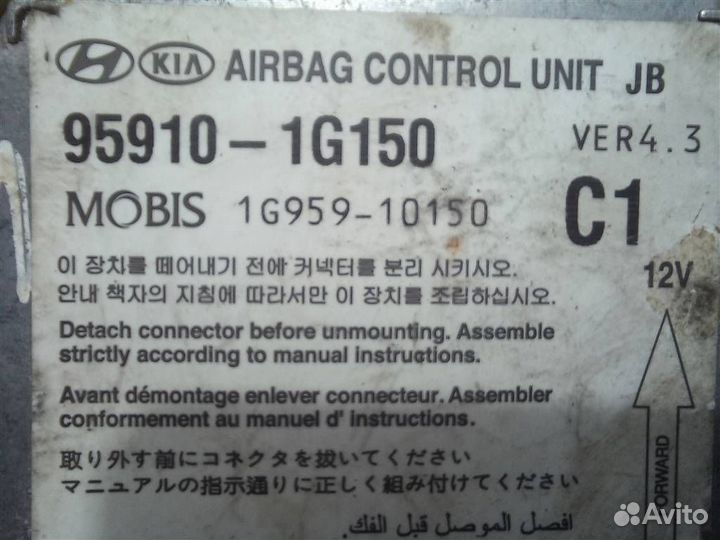 KIA AIRBAG CONTROL UNIT JB
95910-1G150 VER4.3
MOBIS 1G959-10150 C1
이 장치를 떼어내기 전에 커넥터를 분리 시키시오.
안내 책자의 지침에 따라서만 이 장치를 조립하십시오.
12V
Detach connector before unmounting. Assemble
strictly according to manual instructions.
Avant démontage enlever connecteur. Assembler
conformement au manuel d' instructions.
取り外す前にコネクタを抜いてください
マニュアルの指示通りに正しく組み付けてください
FORWARD
افصل الموصل قبل الفك.
Avito